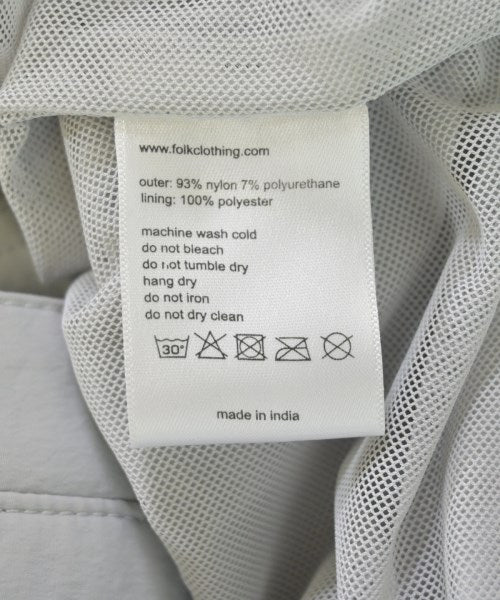 www.folkclothing.com
outer: 93% nylon 7% polyurethane
lining: 100% polyester
machine wash cold
do not bleach
do not tumble dry
hang dry
do not iron
do not dry clean
30°
made in india